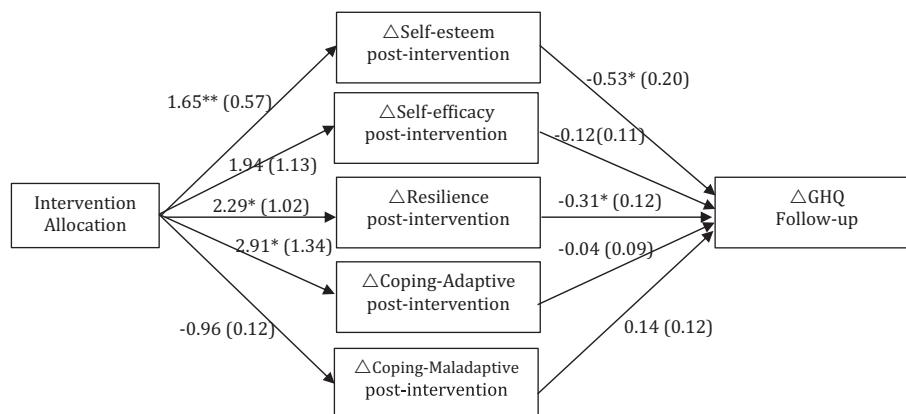 △Self-esteem
post-intervention
-0.53* (0.20)
1.65** (0.57)
△Self-efficacy
post-intervention
-0.12(0.11)
1.94 (1.13)
Intervention
Allocation
2.29* (1.02)
△Resilience
post-intervention
-0.31* (0.12)
△GHQ
Follow-up
2.91* (1.34)
-0.04 (0.09)
△Coping-Adaptive
post-intervention
-0.96 (0.12)
0.14 (0.12)
△Coping-Maladaptive
post-intervention